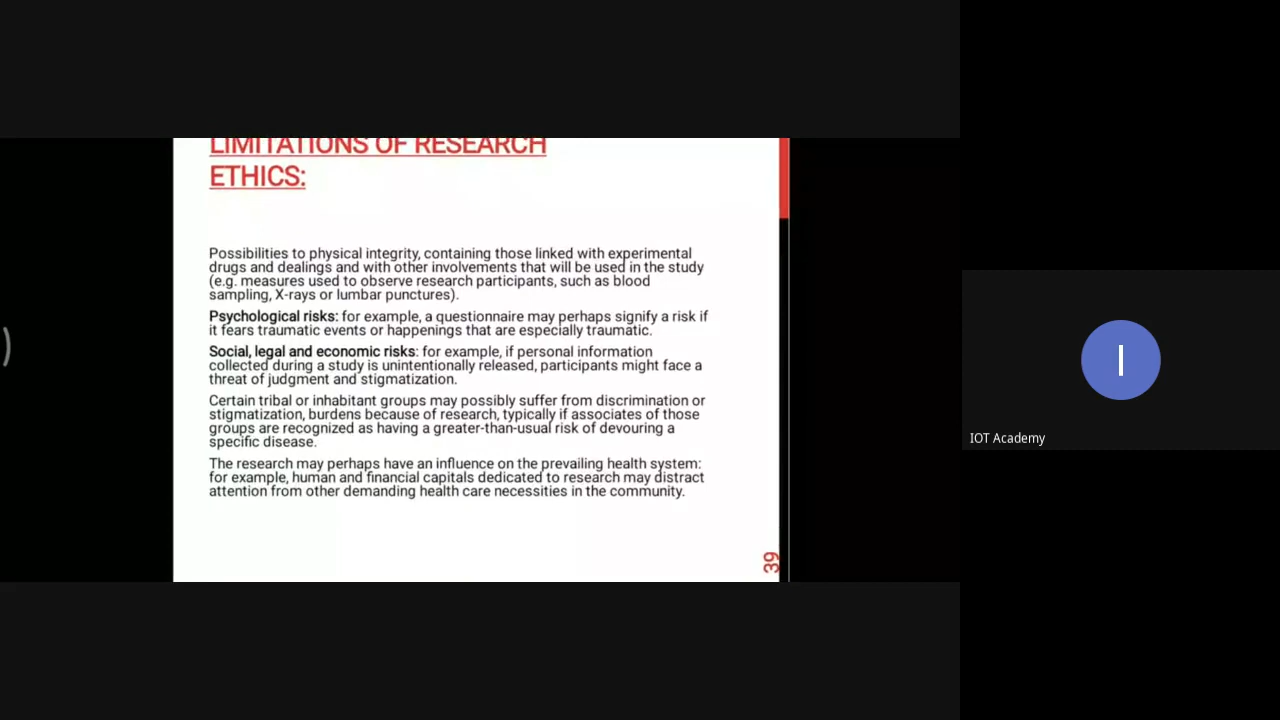 LIMITATIONS OF RESEARCH
ETHICS:
Possibilities to physical integrity, containing those linked with experimental
drugs and dealings and with other involvements that will be used in the study
(e.g. measures used to observe research participants, such as blood
sampling, X-rays or lumbar punctures).
Psychological risks: for example, a questionnaire may perhaps signify a risk if
it fears traumatic events or happenings that are especially traumatic.
Social, legal and economic risks: for example, if personal information
collected during a study is unintentionally released, participants might face a
threat of judgment and stigmatization.
Certain tribal or inhabitant groups may possibly suffer from discrimination or
stigmatization, burdens because of research, typically if associates of those
groups are recognized as having a greater-than-usual risk of devouring a
specific disease.
The research may perhaps have an influence on the prevailing health system:
for example, human and financial capitals dedicated to research may distract
attention from other demanding health care necessities in the community.
39
I
IOT Academy